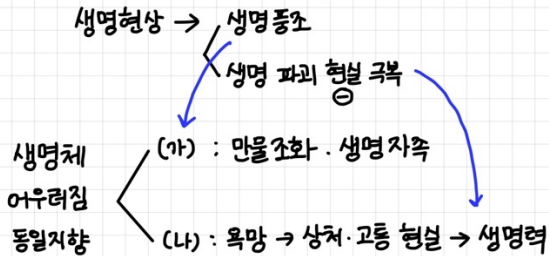 생명현상 → 생명풍조
생명 파괴 현실 극복
⊖
생명체
어우러짐
동일지향
(가) : 만물조화 · 생명자족
(나) : 욕망 → 상처·고통 현실 → 생명력